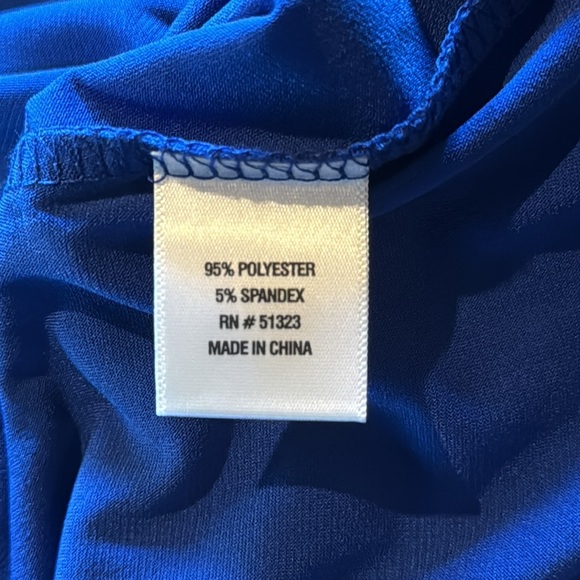 95% POLYESTER
5% SPANDEX
RN # 51323
MADE IN CHINA